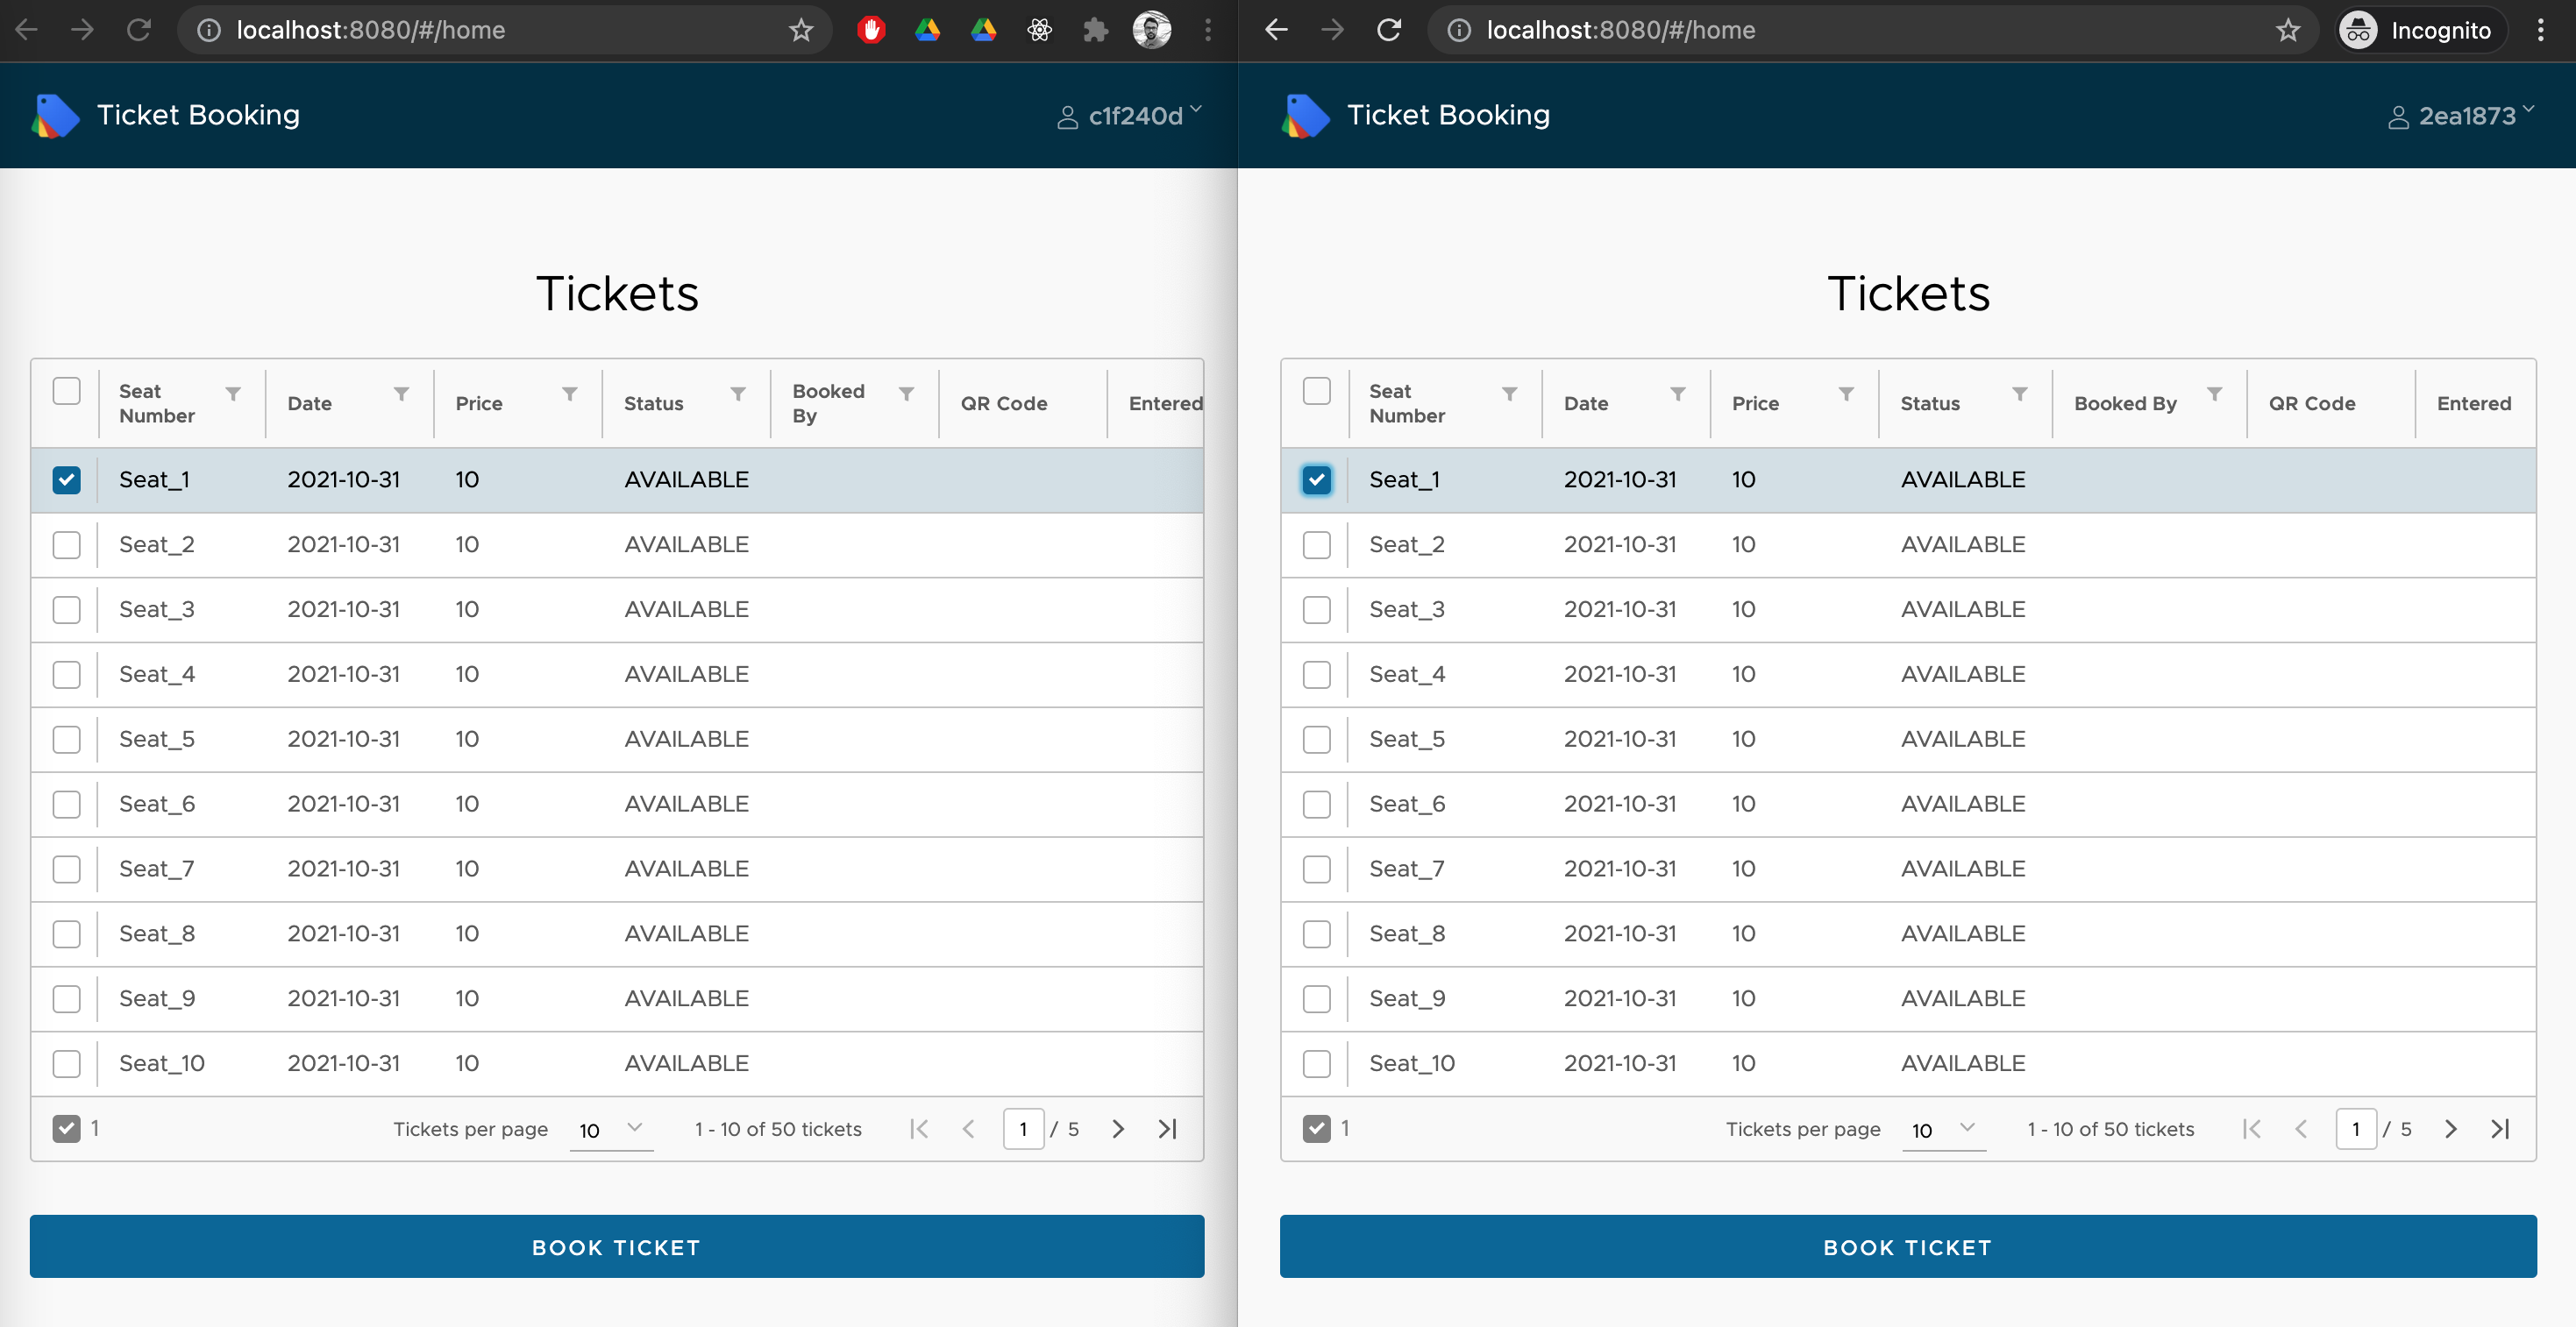 localhost:8080/#/home
Ticket Booking
c1f240d
Tickets
Seat Number Date Price Status Booked By QR Code Entered
Seat_1 2021-10-31 10 AVAILABLE
Seat_2 2021-10-31 10 AVAILABLE
Seat_3 2021-10-31 10 AVAILABLE
Seat_4 2021-10-31 10 AVAILABLE
Seat_5 2021-10-31 10 AVAILABLE
Seat_6 2021-10-31 10 AVAILABLE
Seat_7 2021-10-31 10 AVAILABLE
Seat_8 2021-10-31 10 AVAILABLE
Seat_9 2021-10-31 10 AVAILABLE
Seat_10 2021-10-31 10 AVAILABLE
1 Tickets per page 10 1 - 10 of 50 tickets 1 / 5
BOOK TICKET
localhost:8080/#/home
Incognito
Ticket Booking
2ea1873
Tickets
Seat Number Date Price Status Booked By QR Code Entered
Seat_1 2021-10-31 10 AVAILABLE
Seat_2 2021-10-31 10 AVAILABLE
Seat_3 2021-10-31 10 AVAILABLE
Seat_4 2021-10-31 10 AVAILABLE
Seat_5 2021-10-31 10 AVAILABLE
Seat_6 2021-10-31 10 AVAILABLE
Seat_7 2021-10-31 10 AVAILABLE
Seat_8 2021-10-31 10 AVAILABLE
Seat_9 2021-10-31 10 AVAILABLE
Seat_10 2021-10-31 10 AVAILABLE
1 Tickets per page 10 1 - 10 of 50 tickets 1 / 5
BOOK TICKET